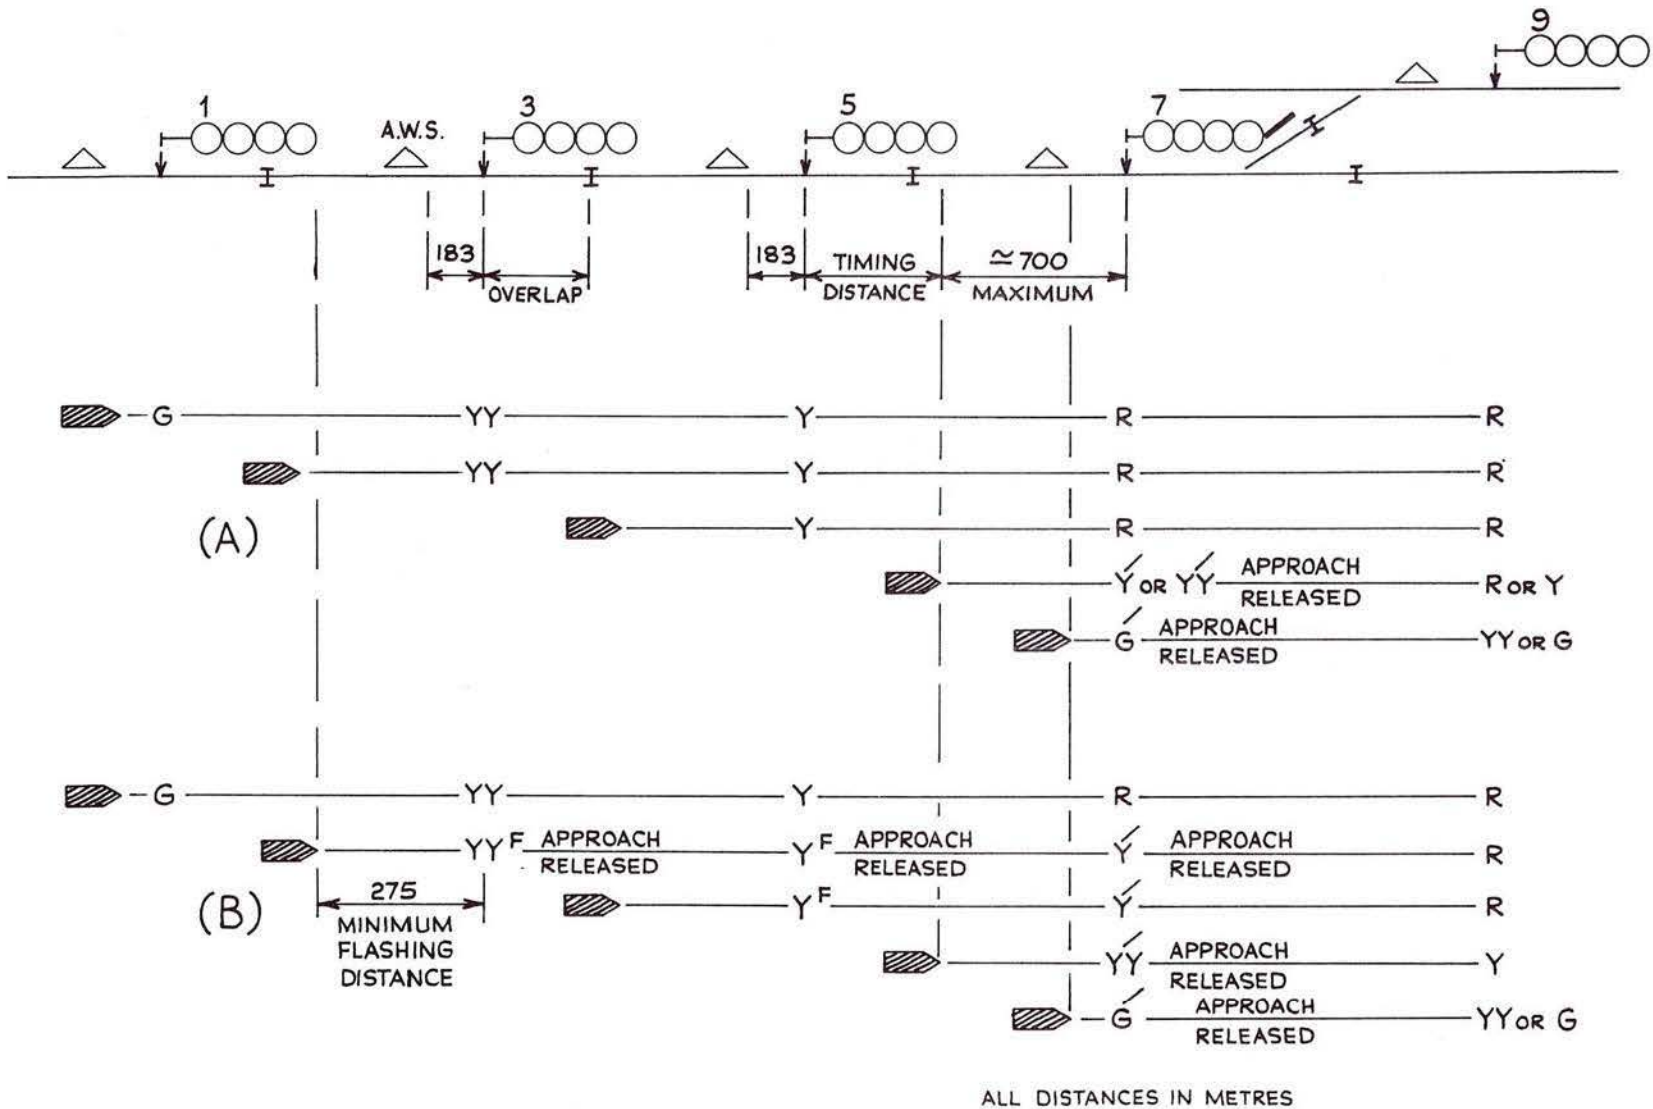 9
1
3
5
7
A.W.S.
183
OVERLAP
183
TIMING
DISTANCE
≃ 700
MAXIMUM
G YY Y R R
YY Y R R
(A)
Y R R
Y OR YY APPROACH RELEASED R OR Y
G APPROACH RELEASED YY OR G
G YY Y R R
YY F APPROACH RELEASED Y F APPROACH RELEASED Y APPROACH RELEASED R
(B)
275
MINIMUM
FLASHING
DISTANCE
Y F Y R
YY APPROACH RELEASED Y
G APPROACH RELEASED YY OR G
ALL DISTANCES IN METRES